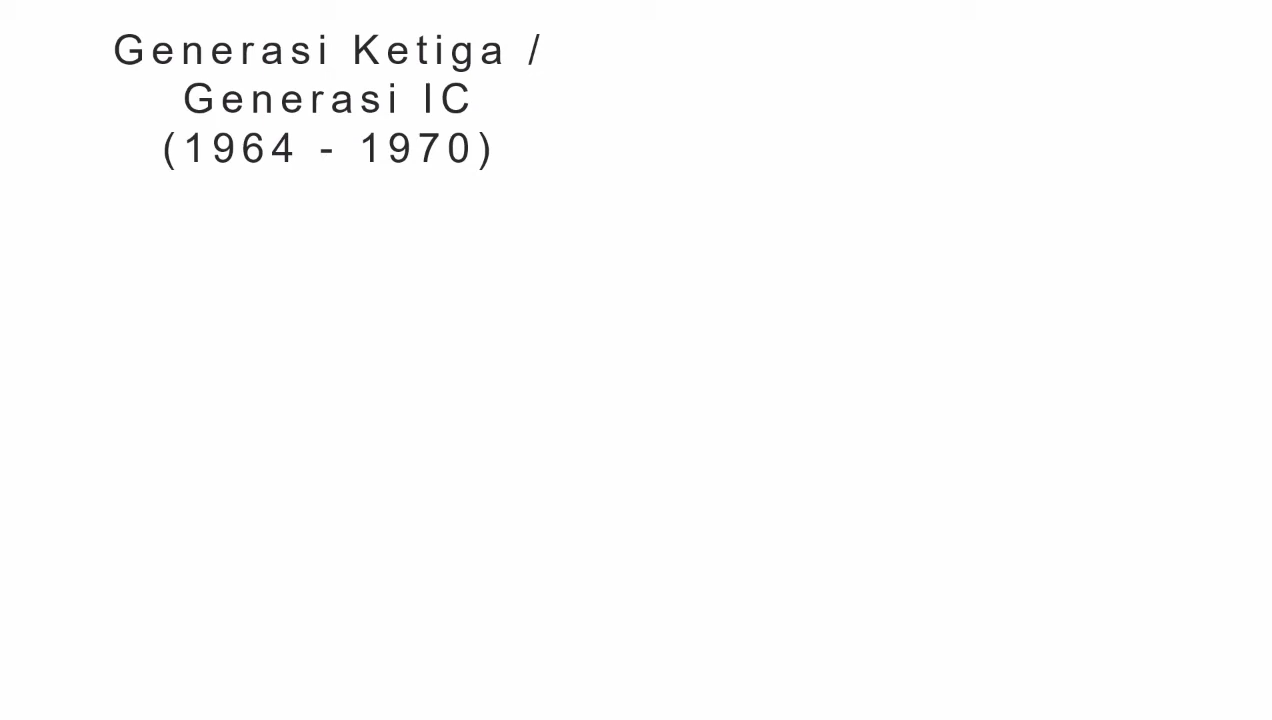 Generasi Ketiga /
Generasi IC
(1964 - 1970)